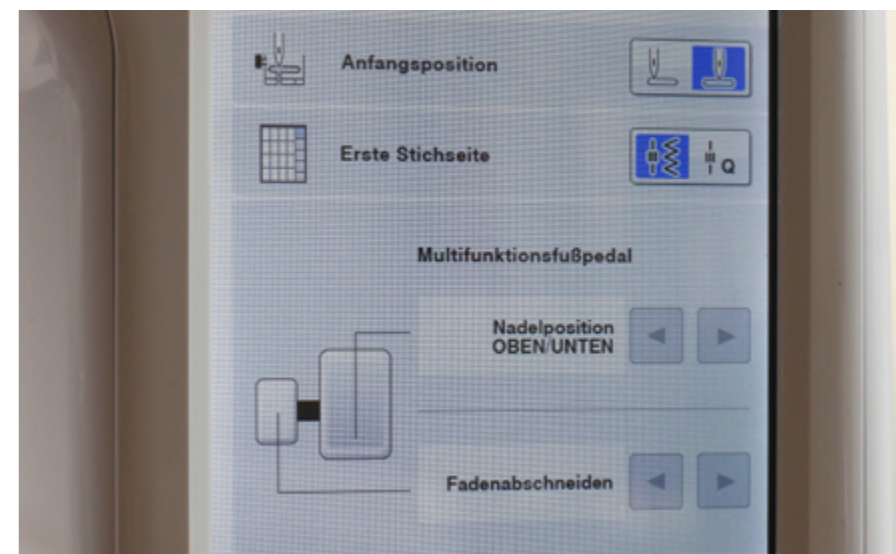 Anfangsposition
Erste Stichseite
Q
Multifunktionsfußpedal
Nadelposition
OBEN/UNTEN
Fadenabschneiden